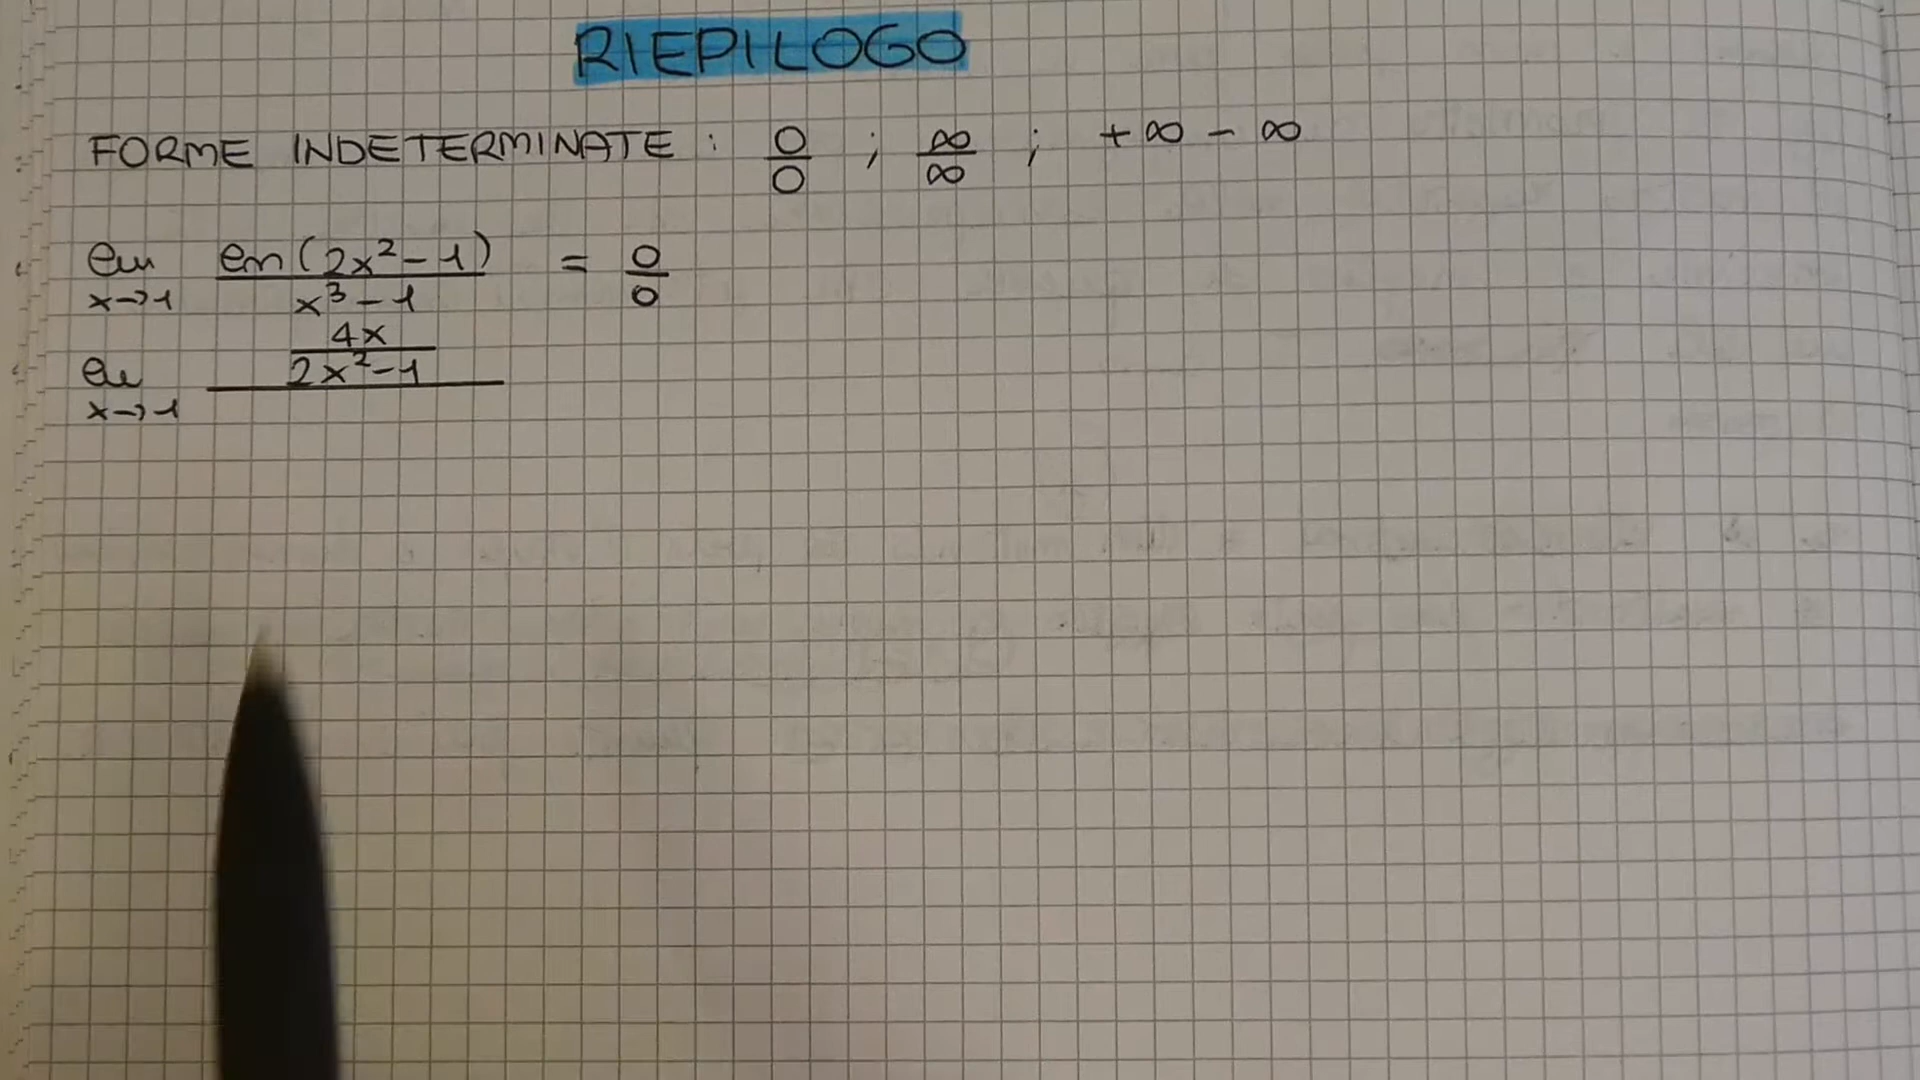 RIEPILOGO
FORME INDETERMINATE : 0/0 ; ∞/∞ ; +∞ - ∞
lim x→1 ln(2x²-1) / x³-1 = 0/0
lim x→1 4x / 2x²-1